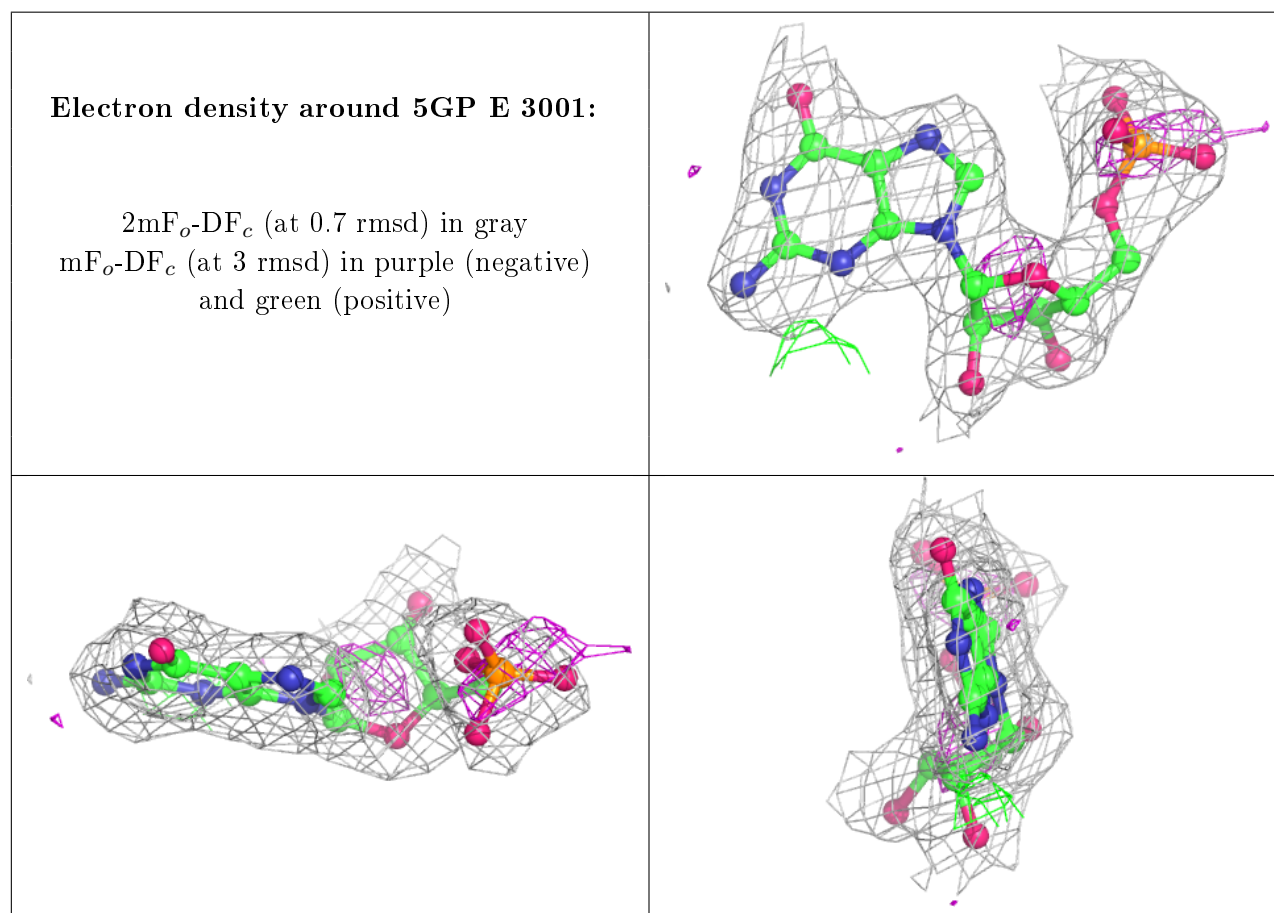 Electron density around 5GP E 3001:
2mFo-DFc (at 0.7 rmsd) in gray
mFo-DFc (at 3 rmsd) in purple (negative)
and green (positive)